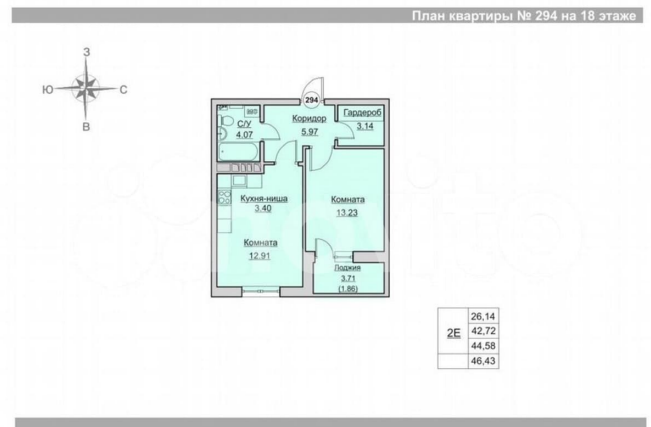 План квартиры № 294 на 18 этаже
З
Ю
С
В
294
С/У
4.07
Коридор
5.97
Гардероб
3.14
Кухня-ниша
3.40
Комната
12.91
Комната
13.23
Лоджия
3.71
(1.86)
2Е
26,14
42,72
44,58
46,43